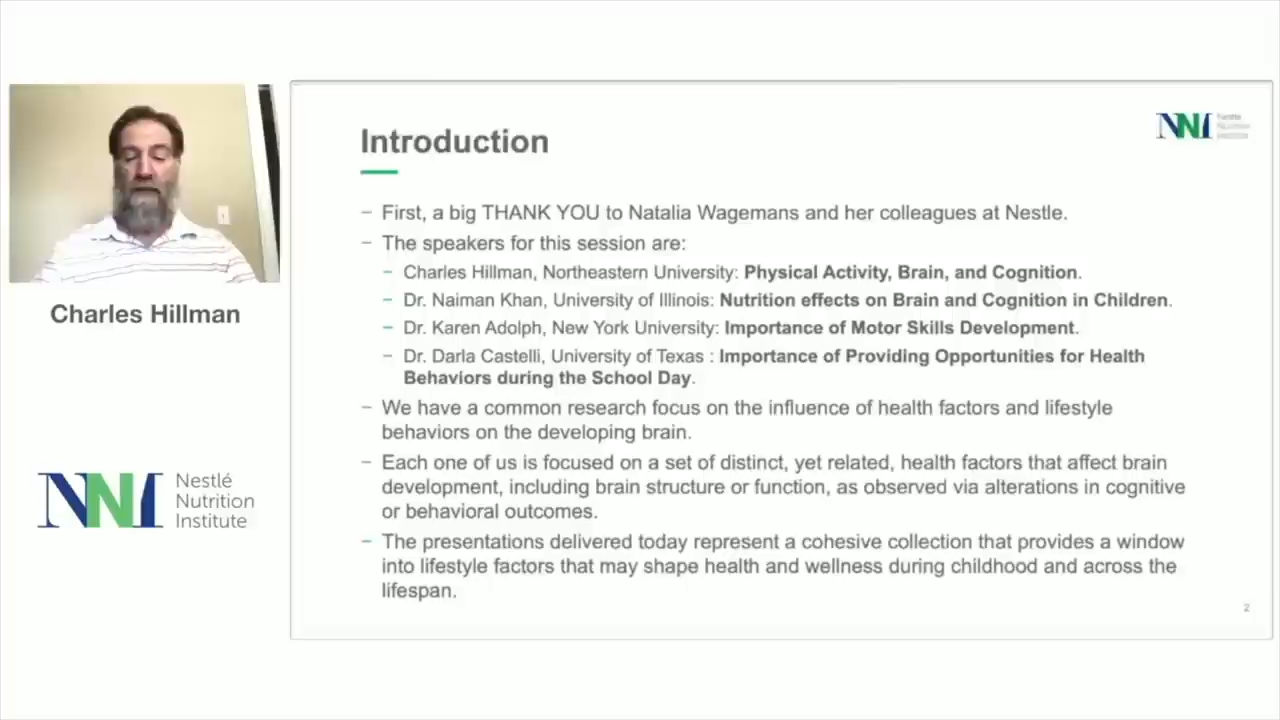 NNI
Nestlé
Nutrition
Institute
Introduction
– First, a big THANK YOU to Natalia Wagemans and her colleagues at Nestle.
– The speakers for this session are:
– Charles Hillman, Northeastern University: Physical Activity, Brain, and Cognition.
– Dr. Naiman Khan, University of Illinois: Nutrition effects on Brain and Cognition in Children.
– Dr. Karen Adolph, New York University: Importance of Motor Skills Development.
– Dr. Darla Castelli, University of Texas : Importance of Providing Opportunities for Health
Behaviors during the School Day.
– We have a common research focus on the influence of health factors and lifestyle
behaviors on the developing brain.
– Each one of us is focused on a set of distinct, yet related, health factors that affect brain
development, including brain structure or function, as observed via alterations in cognitive
or behavioral outcomes.
– The presentations delivered today represent a cohesive collection that provides a window
into lifestyle factors that may shape health and wellness during childhood and across the
lifespan.
2
Charles Hillman
NNI
Nestlé
Nutrition
Institute